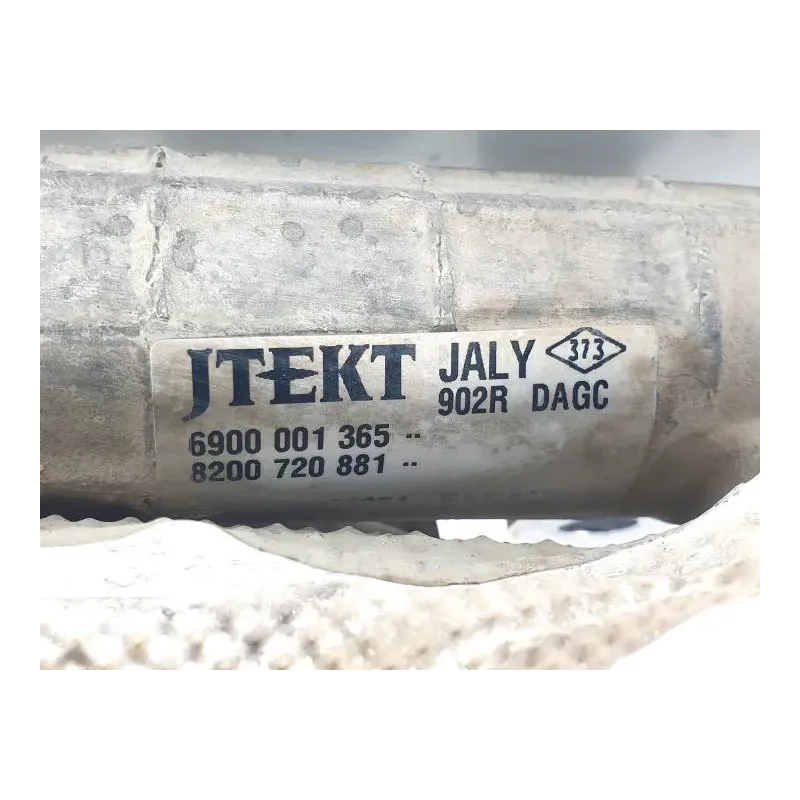 JTEKT JALY 373
902R DAGC
6900 001 365 --
8200 720 881 --